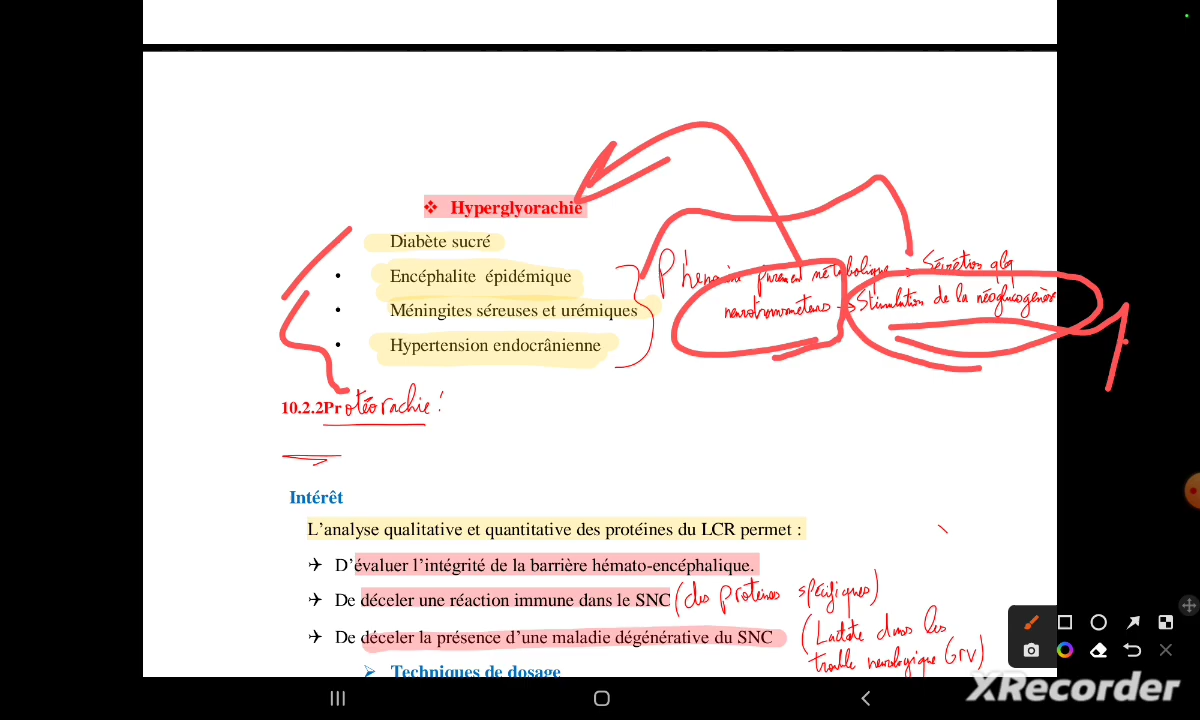 ❖ Hyperglyorachie
Diabète sucré
• Encéphalite épidémique
• Méningites séreuses et urémiques
• Hypertension endocrânienne
métabolique → Sécrétion
→ Stimulation de la néoglucogenèse
10.2.2Protéorachie :
Intérêt
L'analyse qualitative et quantitative des protéines du LCR permet :
✈ D'évaluer l'intégrité de la barrière hémato-encéphalique.
✈ De déceler une réaction immune dans le SNC (des protéines spécifiques)
✈ De déceler la présence d'une maladie dégénérative du SNC (Lactate dans les
trouble neurologique Grv)
➢ Techniques de dosage
XRecorder